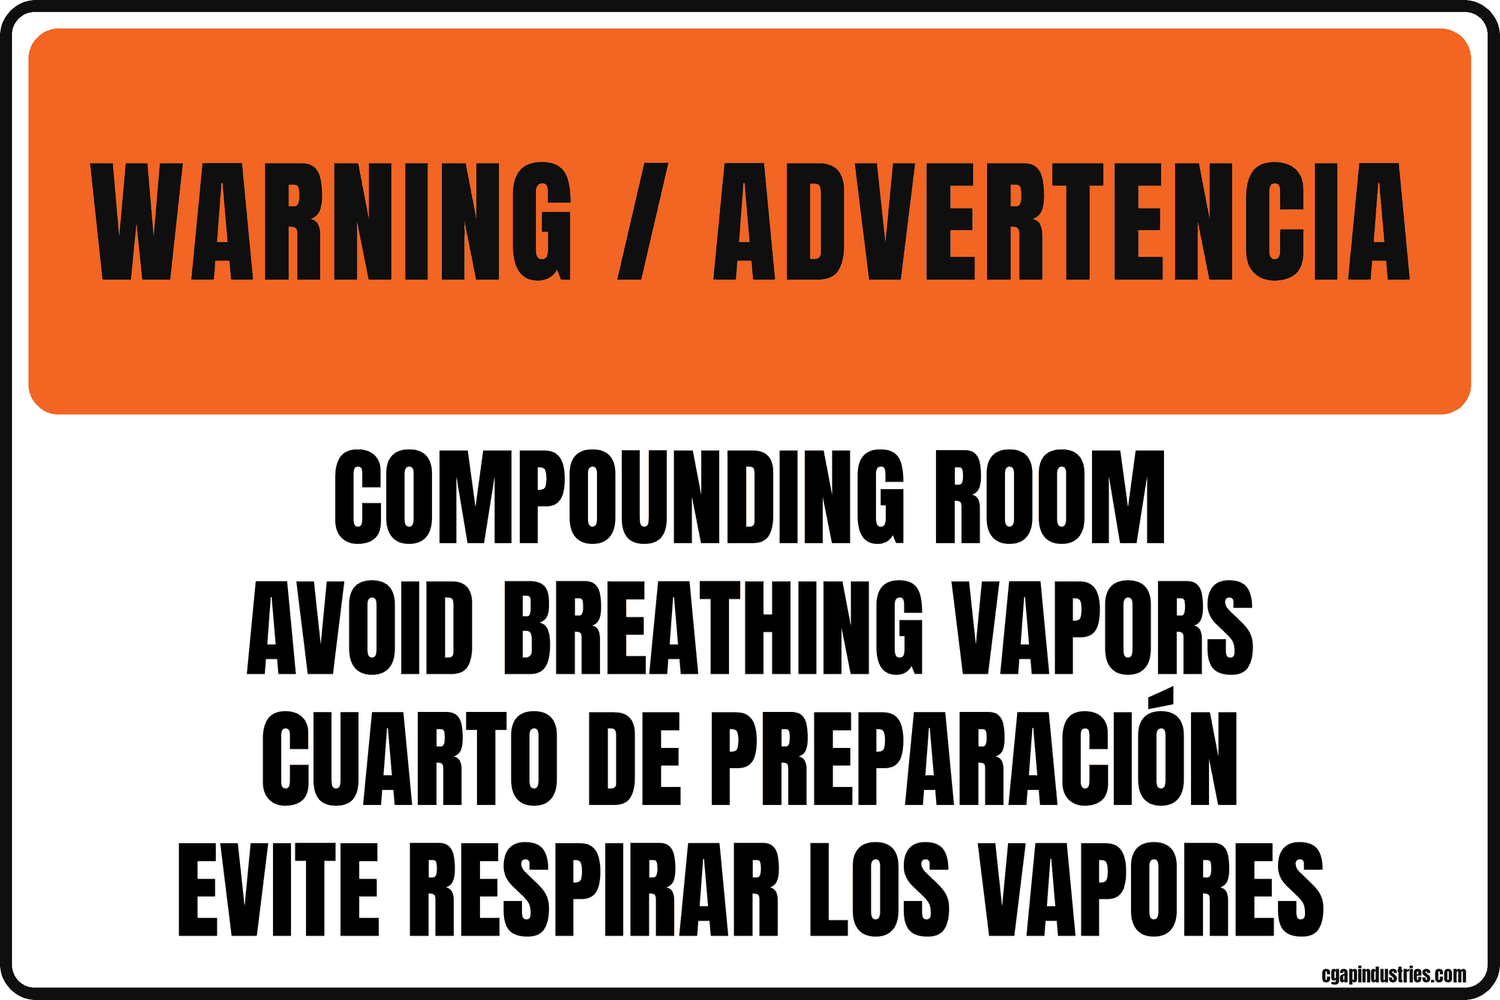 WARNING / ADVERTENCIA
COMPOUNDING ROOM
AVOID BREATHING VAPORS
CUARTO DE PREPARACIÓN
EVITE RESPIRAR LOS VAPORES
cgapindustries.com